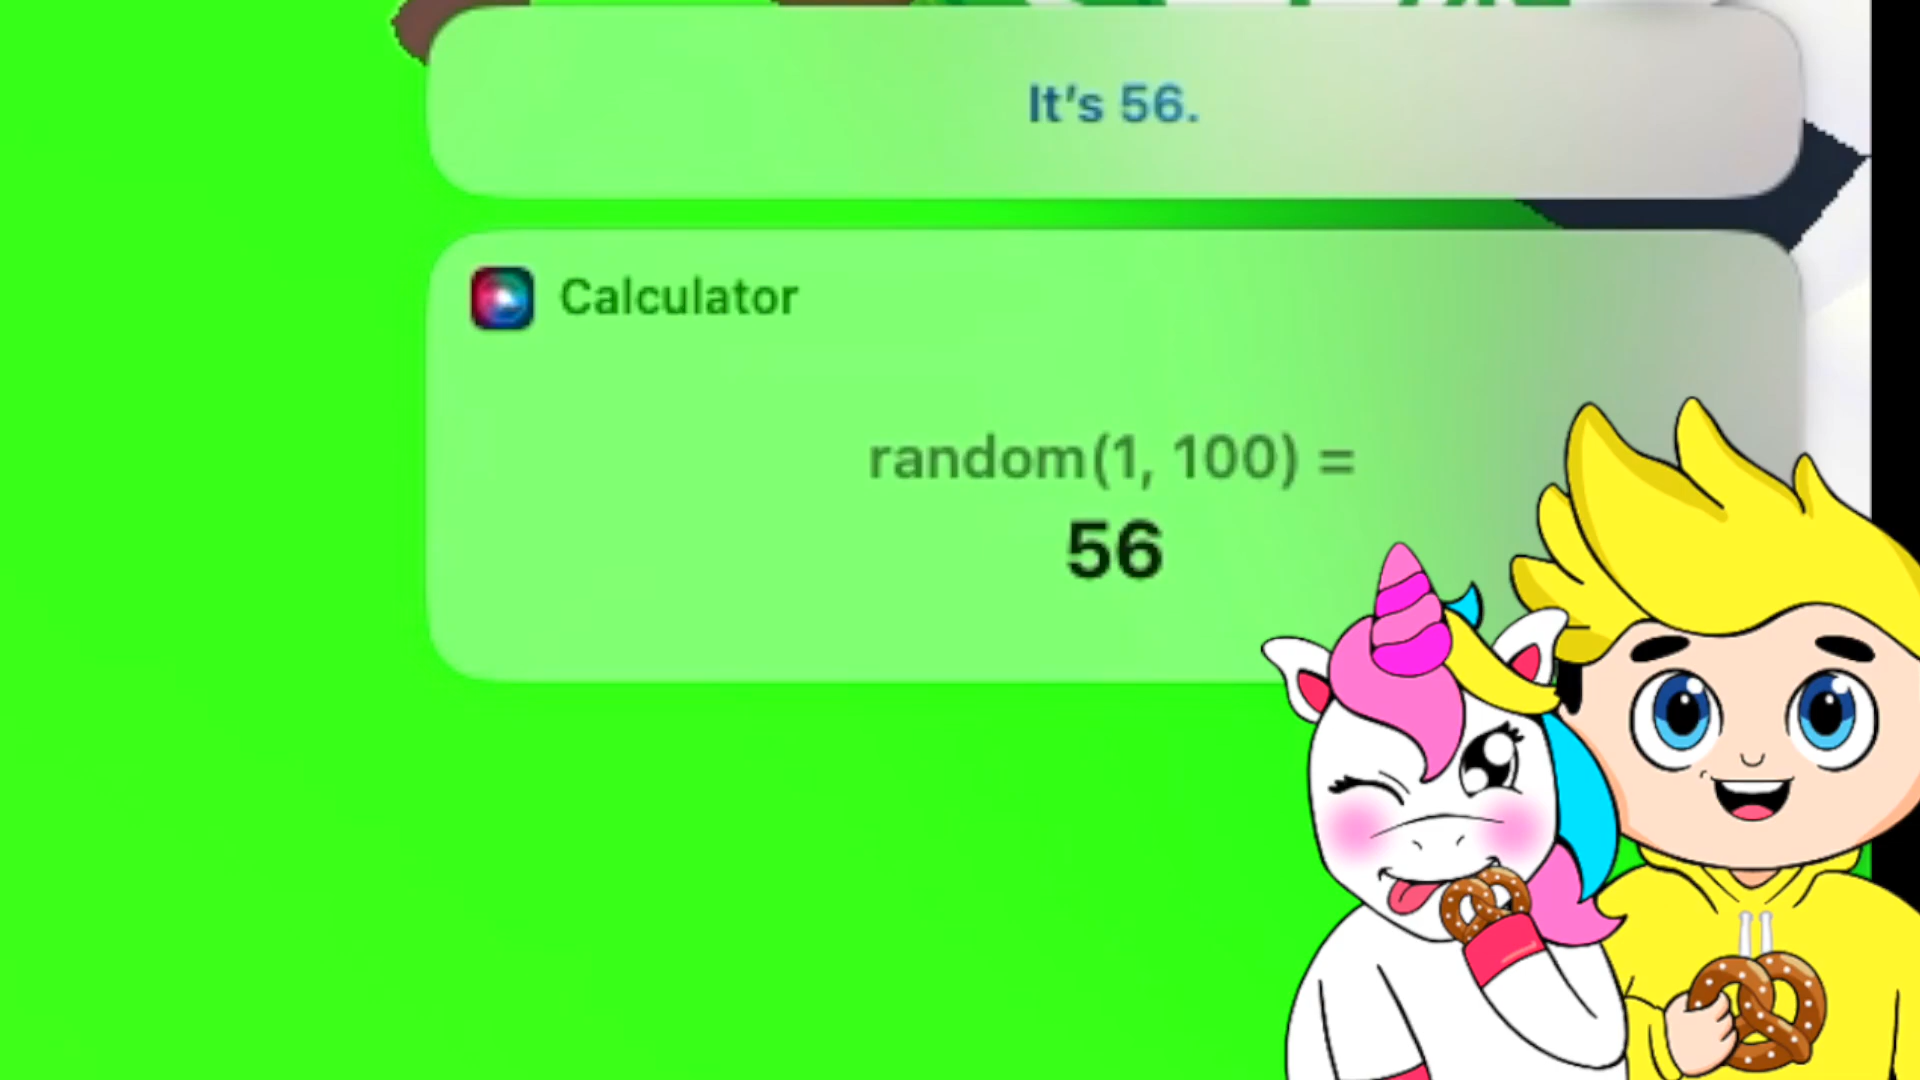 It's 56.
Calculator
random(1, 100) =
56